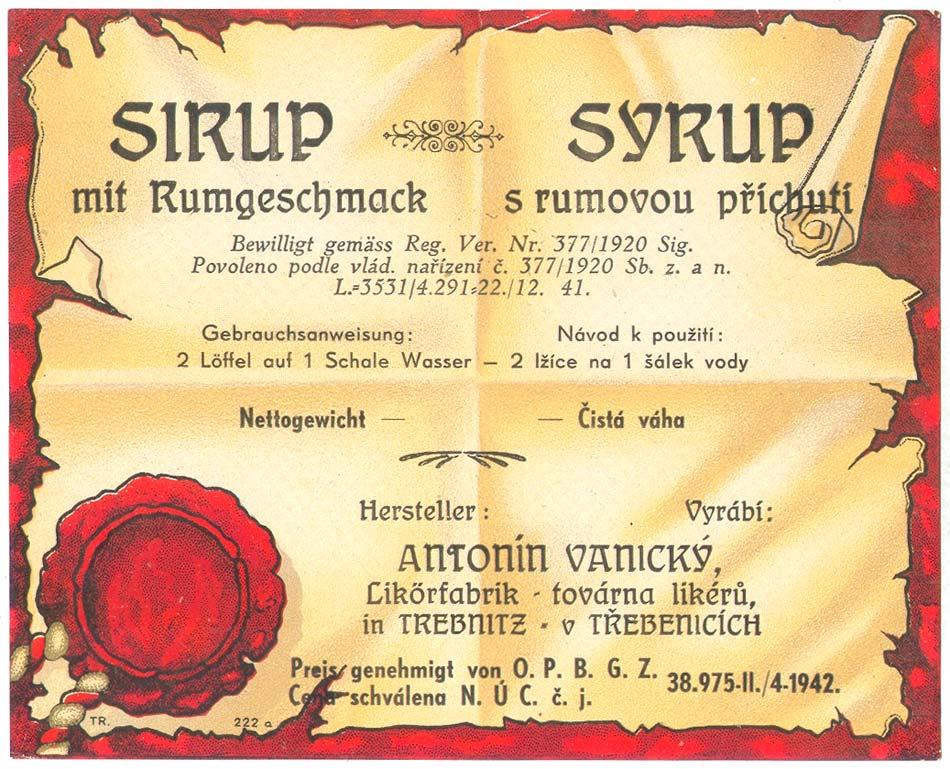 SIRUP SYRUP
mit Rumgeschmack s rumovou příchutí
Bewilligt gemäss Reg. Ver. Nr. 377/1920 Sig.
Povoleno podle vlád. nařízení č. 377/1920 Sb. z. a n.
L.=3531/4.291-22./12. 41.
Gebrauchsanweisung: Návod k použití:
2 Löffel auf 1 Schale Wasser — 2 lžíce na 1 šálek vody
Nettogewicht — — Čistá váha
Hersteller: Vyrábí:
ANTONÍN VANICKÝ,
Likörfabrik - továrna likérů,
in TREBNITZ - v TŘEBENICÍCH
Preis genehmigt von O. P. B. G. Z.
Cena schválena N. Ú C. č. j. 38.975-II./4-1942.
TR. 222 a